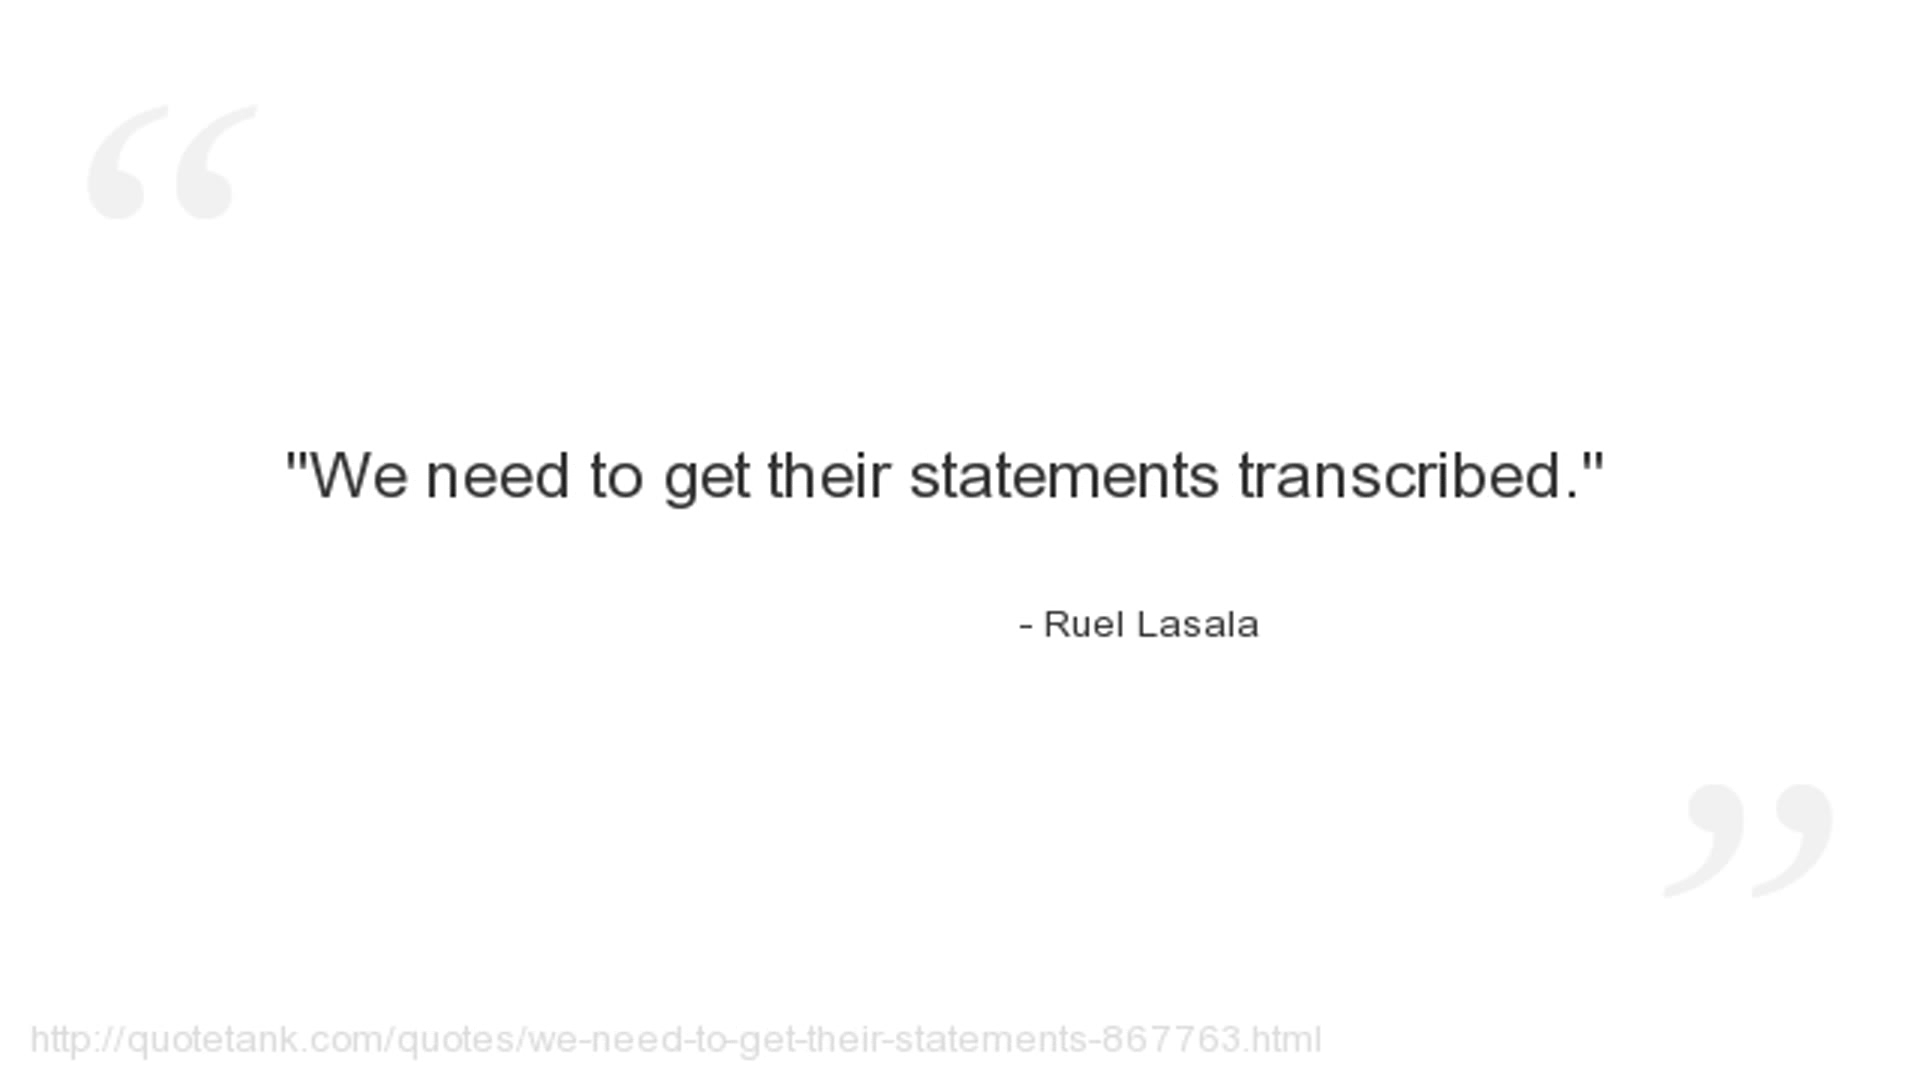 "We need to get their statements transcribed."
- Ruel Lasala
http://quotetank.com/quotes/we-need-to-get-their-statements-867763.html